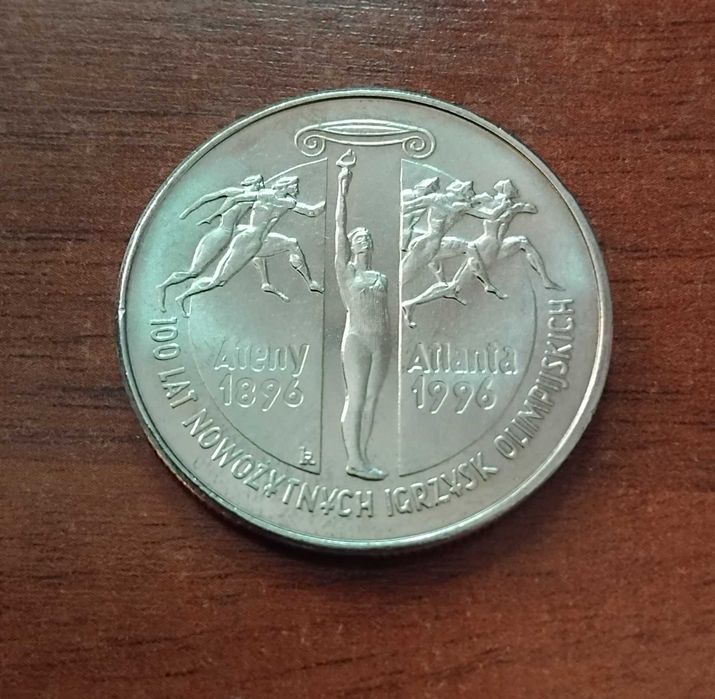 Ateny
1896
Atlanta
1996
100 LAT NOWOŻYTNYCH IGRZYSK OLIMPIJSKICH